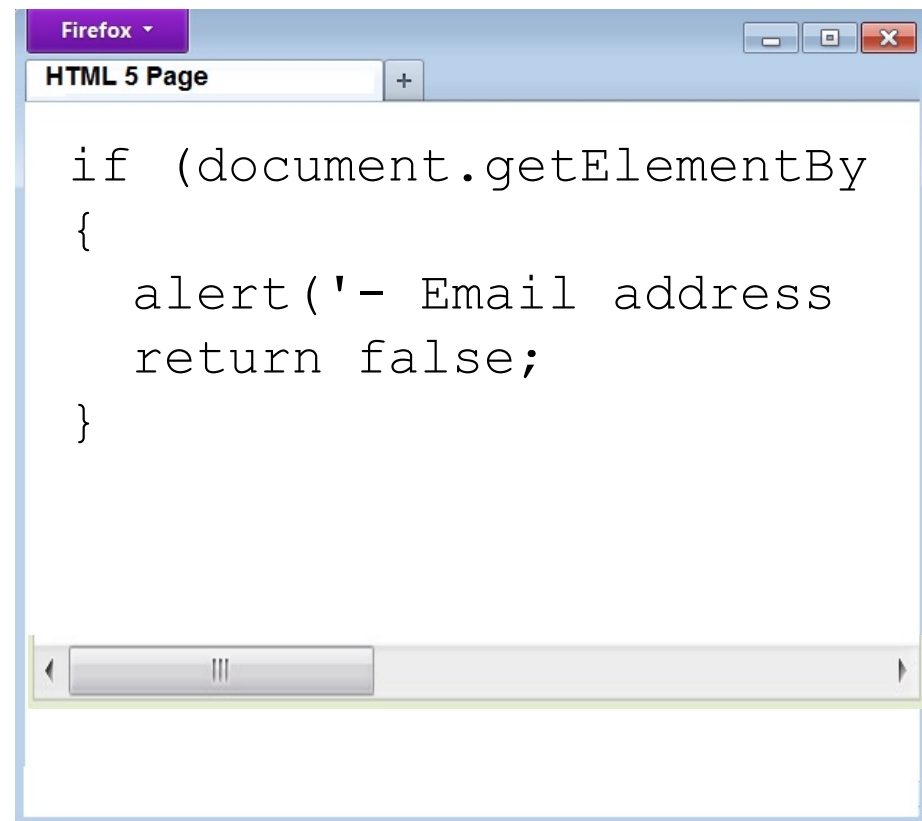 Firefox
HTML 5 Page
+
if (document.getElementBy
{
  alert('- Email address
  return false;
}